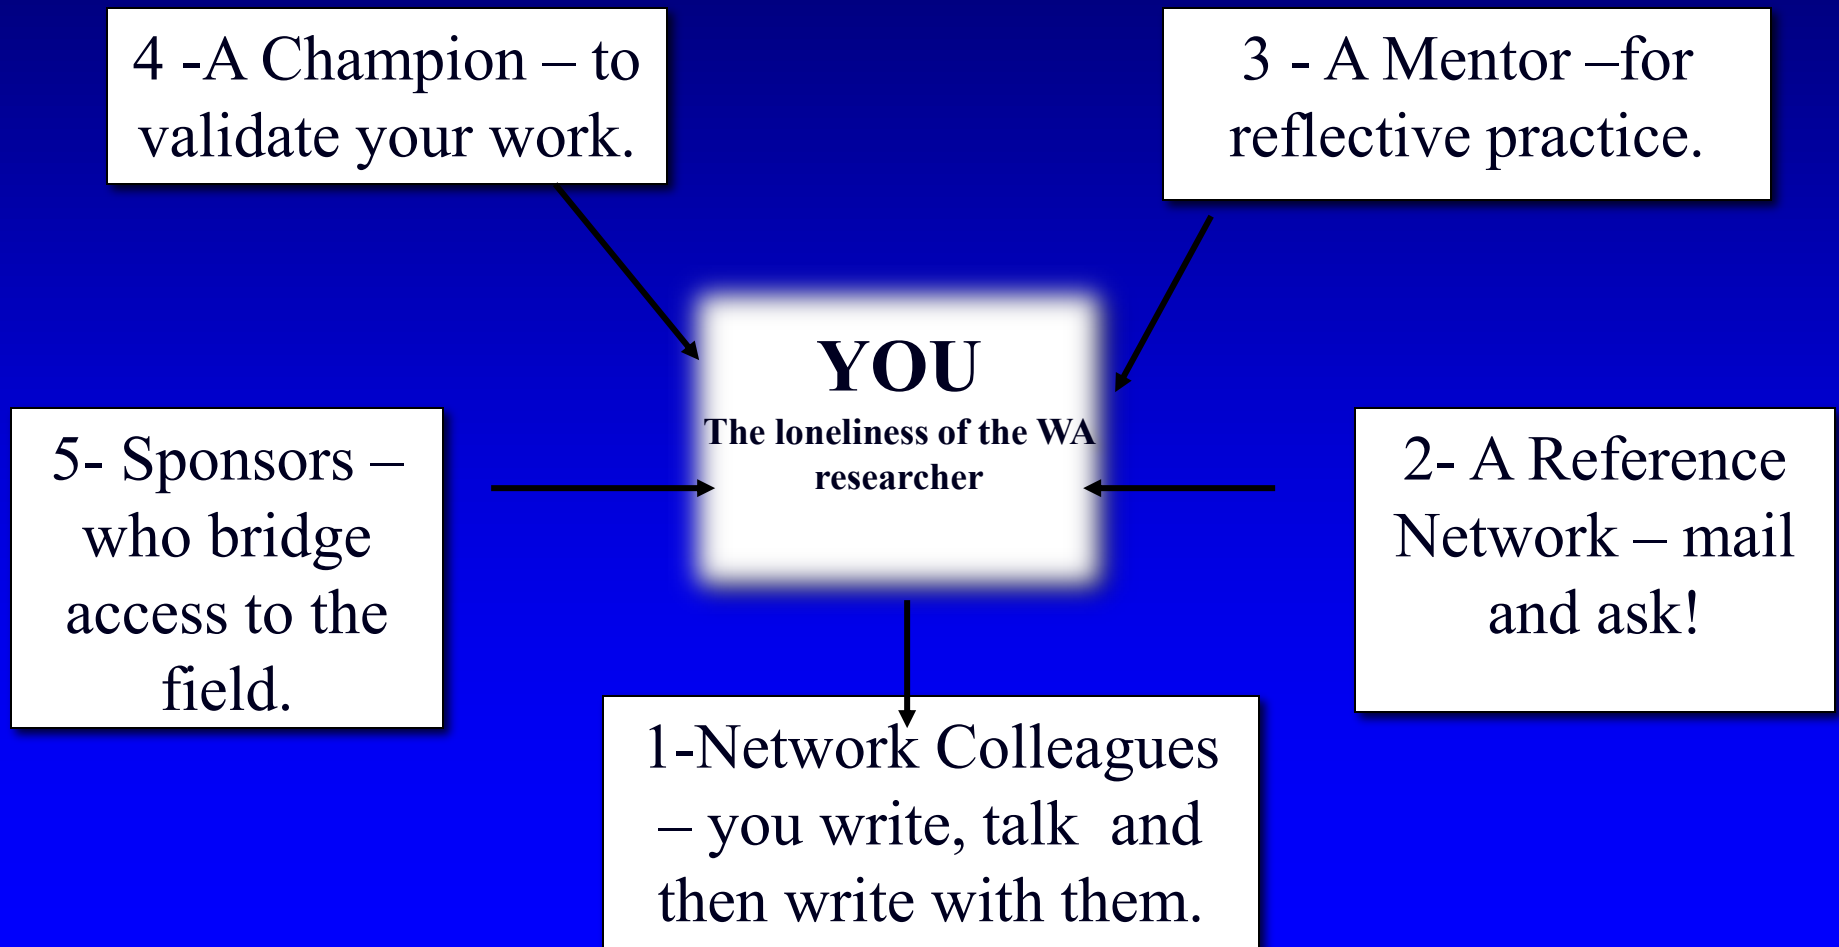 4 -A Champion – to
validate your work.
3 - A Mentor –for
reflective practice.
YOU
The loneliness of the WA
researcher
5- Sponsors –
who bridge
access to the
field.
2- A Reference
Network – mail
and ask!
1-Network Colleagues
– you write, talk  and
then write with them.